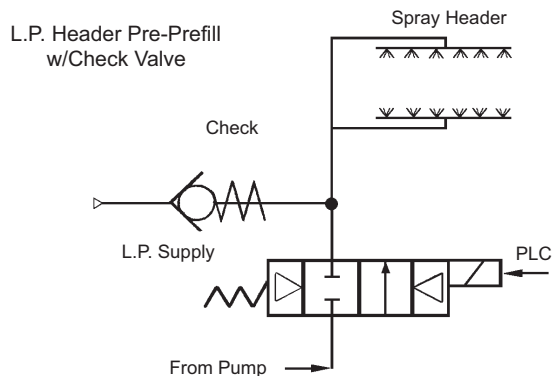 L.P. Header Pre-Prefill
w/Check Valve
Spray Header
Check
L.P. Supply
PLC
From Pump